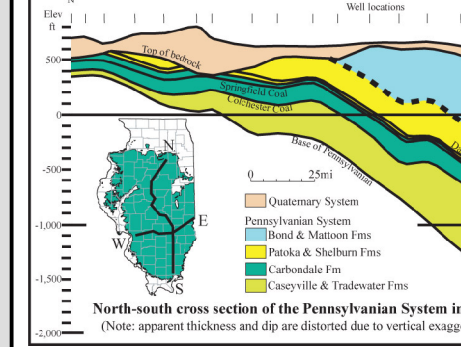 N
Well locations
Elev
ft
500
0
-500
-1,000
-1,500
-2,000
Top of bedrock
Springfield Coal
Colchester Coal
Base of Pennsylvanian
N
W
E
S
0 25mi
Quaternary System
Pennsylvanian System
Bond & Mattoon Fms
Patoka & Shelburn Fms
Carbondale Fm
Caseyville & Tradewater Fms
North-south cross section of the Pennsylvanian System in
(Note: apparent thickness and dip are distorted due to vertical exagge